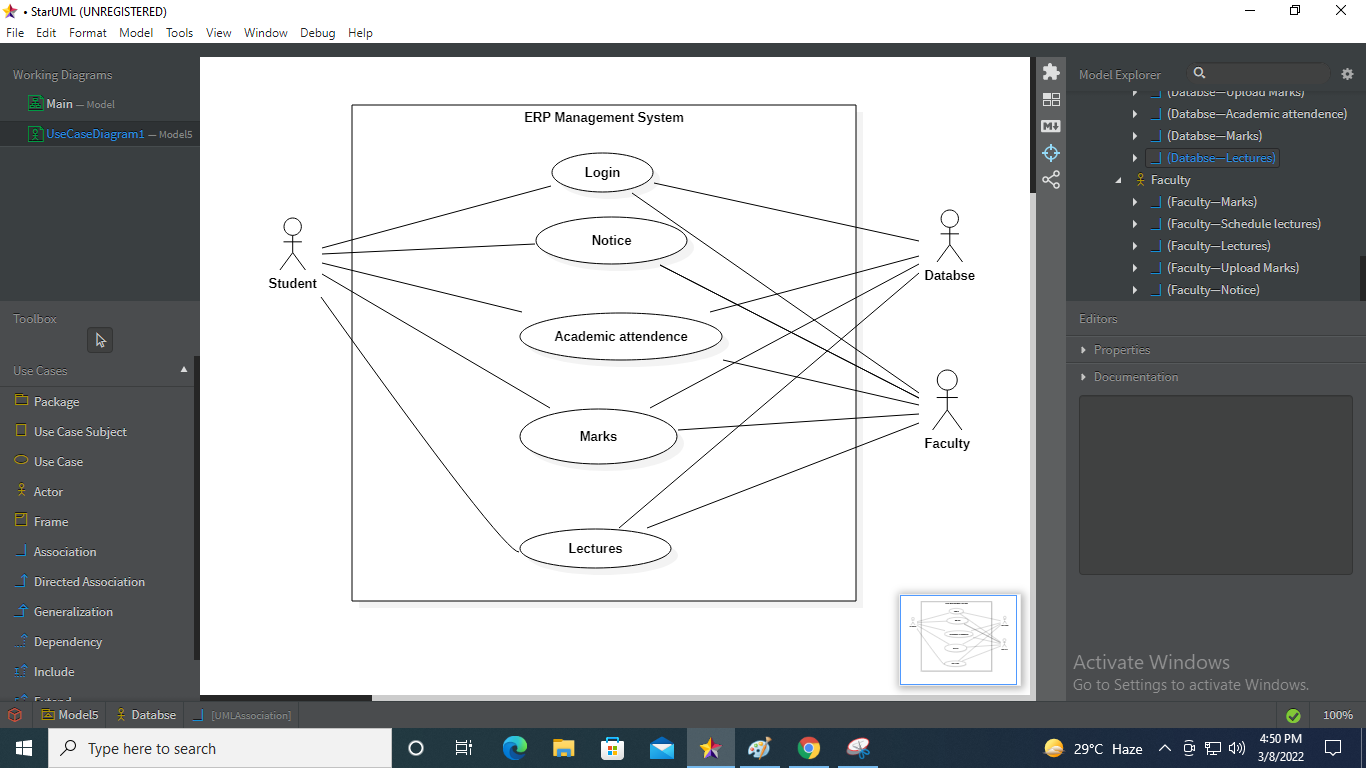 • StarUML (UNREGISTERED)
File Edit Format Model Tools View Window Debug Help
Working Diagrams
Main — Model
UseCaseDiagram1 — Model5
Toolbox
Use Cases
Package
Use Case Subject
Use Case
Actor
Frame
Association
Directed Association
Generalization
Dependency
Include
Extend
ERP Management System
Login
Notice
Academic attendence
Marks
Lectures
Student
Databse
Faculty
Model Explorer
(Databse—Upload Marks)
(Databse—Academic attendence)
(Databse—Marks)
(Databse—Lectures)
Faculty
(Faculty—Marks)
(Faculty—Schedule lectures)
(Faculty—Lectures)
(Faculty—Upload Marks)
(Faculty—Notice)
Editors
Properties
Documentation
Activate Windows
Go to Settings to activate Windows.
Model5 Databse [UMLAssociation] 100%
Type here to search
29°C Haze
4:50 PM
3/8/2022